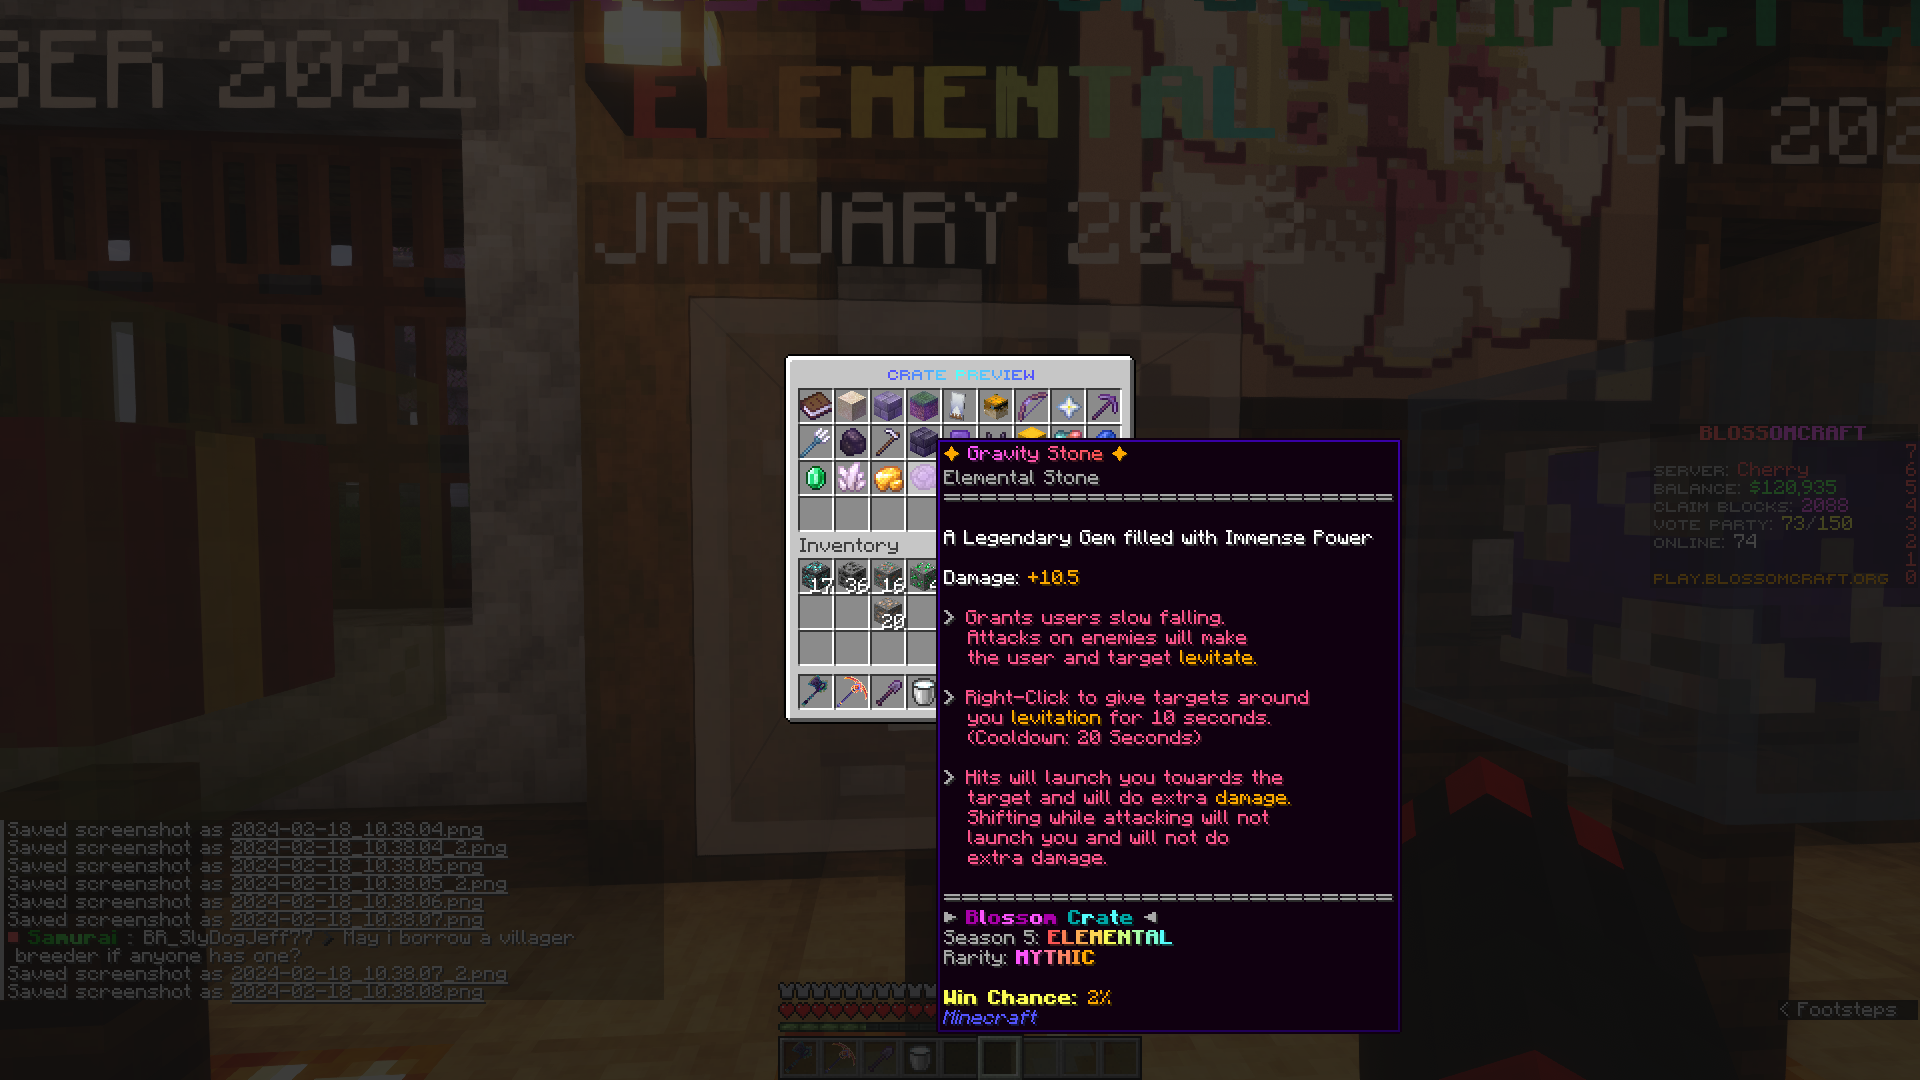 BER 2021
ELEMENTAL
JANUARY 20
CRATE PREVIEW
Inventory
17
36
16
20
✦ Gravity Stone ✦
Elemental Stone
A Legendary Gem filled with Immense Power
Damage: +10.5
> Grants users slow falling.
Attacks on enemies will make
the user and target levitate.
> Right-Click to give targets around
you levitation for 10 seconds.
(Cooldown: 20 Seconds)
> Hits will launch you towards the
target and will do extra damage.
Shifting while attacking will not
launch you and will not do
extra damage.
▶ Blossom Crate ◀
Season 5: ELEMENTAL
Rarity: MYTHIC
Win Chance: 2%
Minecraft
BLOSSOMCRAFT
7
SERVER: Cherry 6
BALANCE: $120,935 5
CLAIM BLOCKS: 2088 4
VOTE PARTY: 73/150 3
ONLINE: 74 2
1
PLAY.BLOSSOMCRAFT.ORG 0
Saved screenshot as 2024-02-18_10.38.04.png
Saved screenshot as 2024-02-18_10.38.04_2.png
Saved screenshot as 2024-02-18_10.38.05.png
Saved screenshot as 2024-02-18_10.38.05_2.png
Saved screenshot as 2024-02-18_10.38.06.png
Saved screenshot as 2024-02-18_10.38.07.png
Samurai : BR_SlyDogJeff77 / May i borrow a villager
breeder if anyone has one?
Saved screenshot as 2024-02-18_10.38.07_2.png
Saved screenshot as 2024-02-18_10.38.08.png
< Footsteps